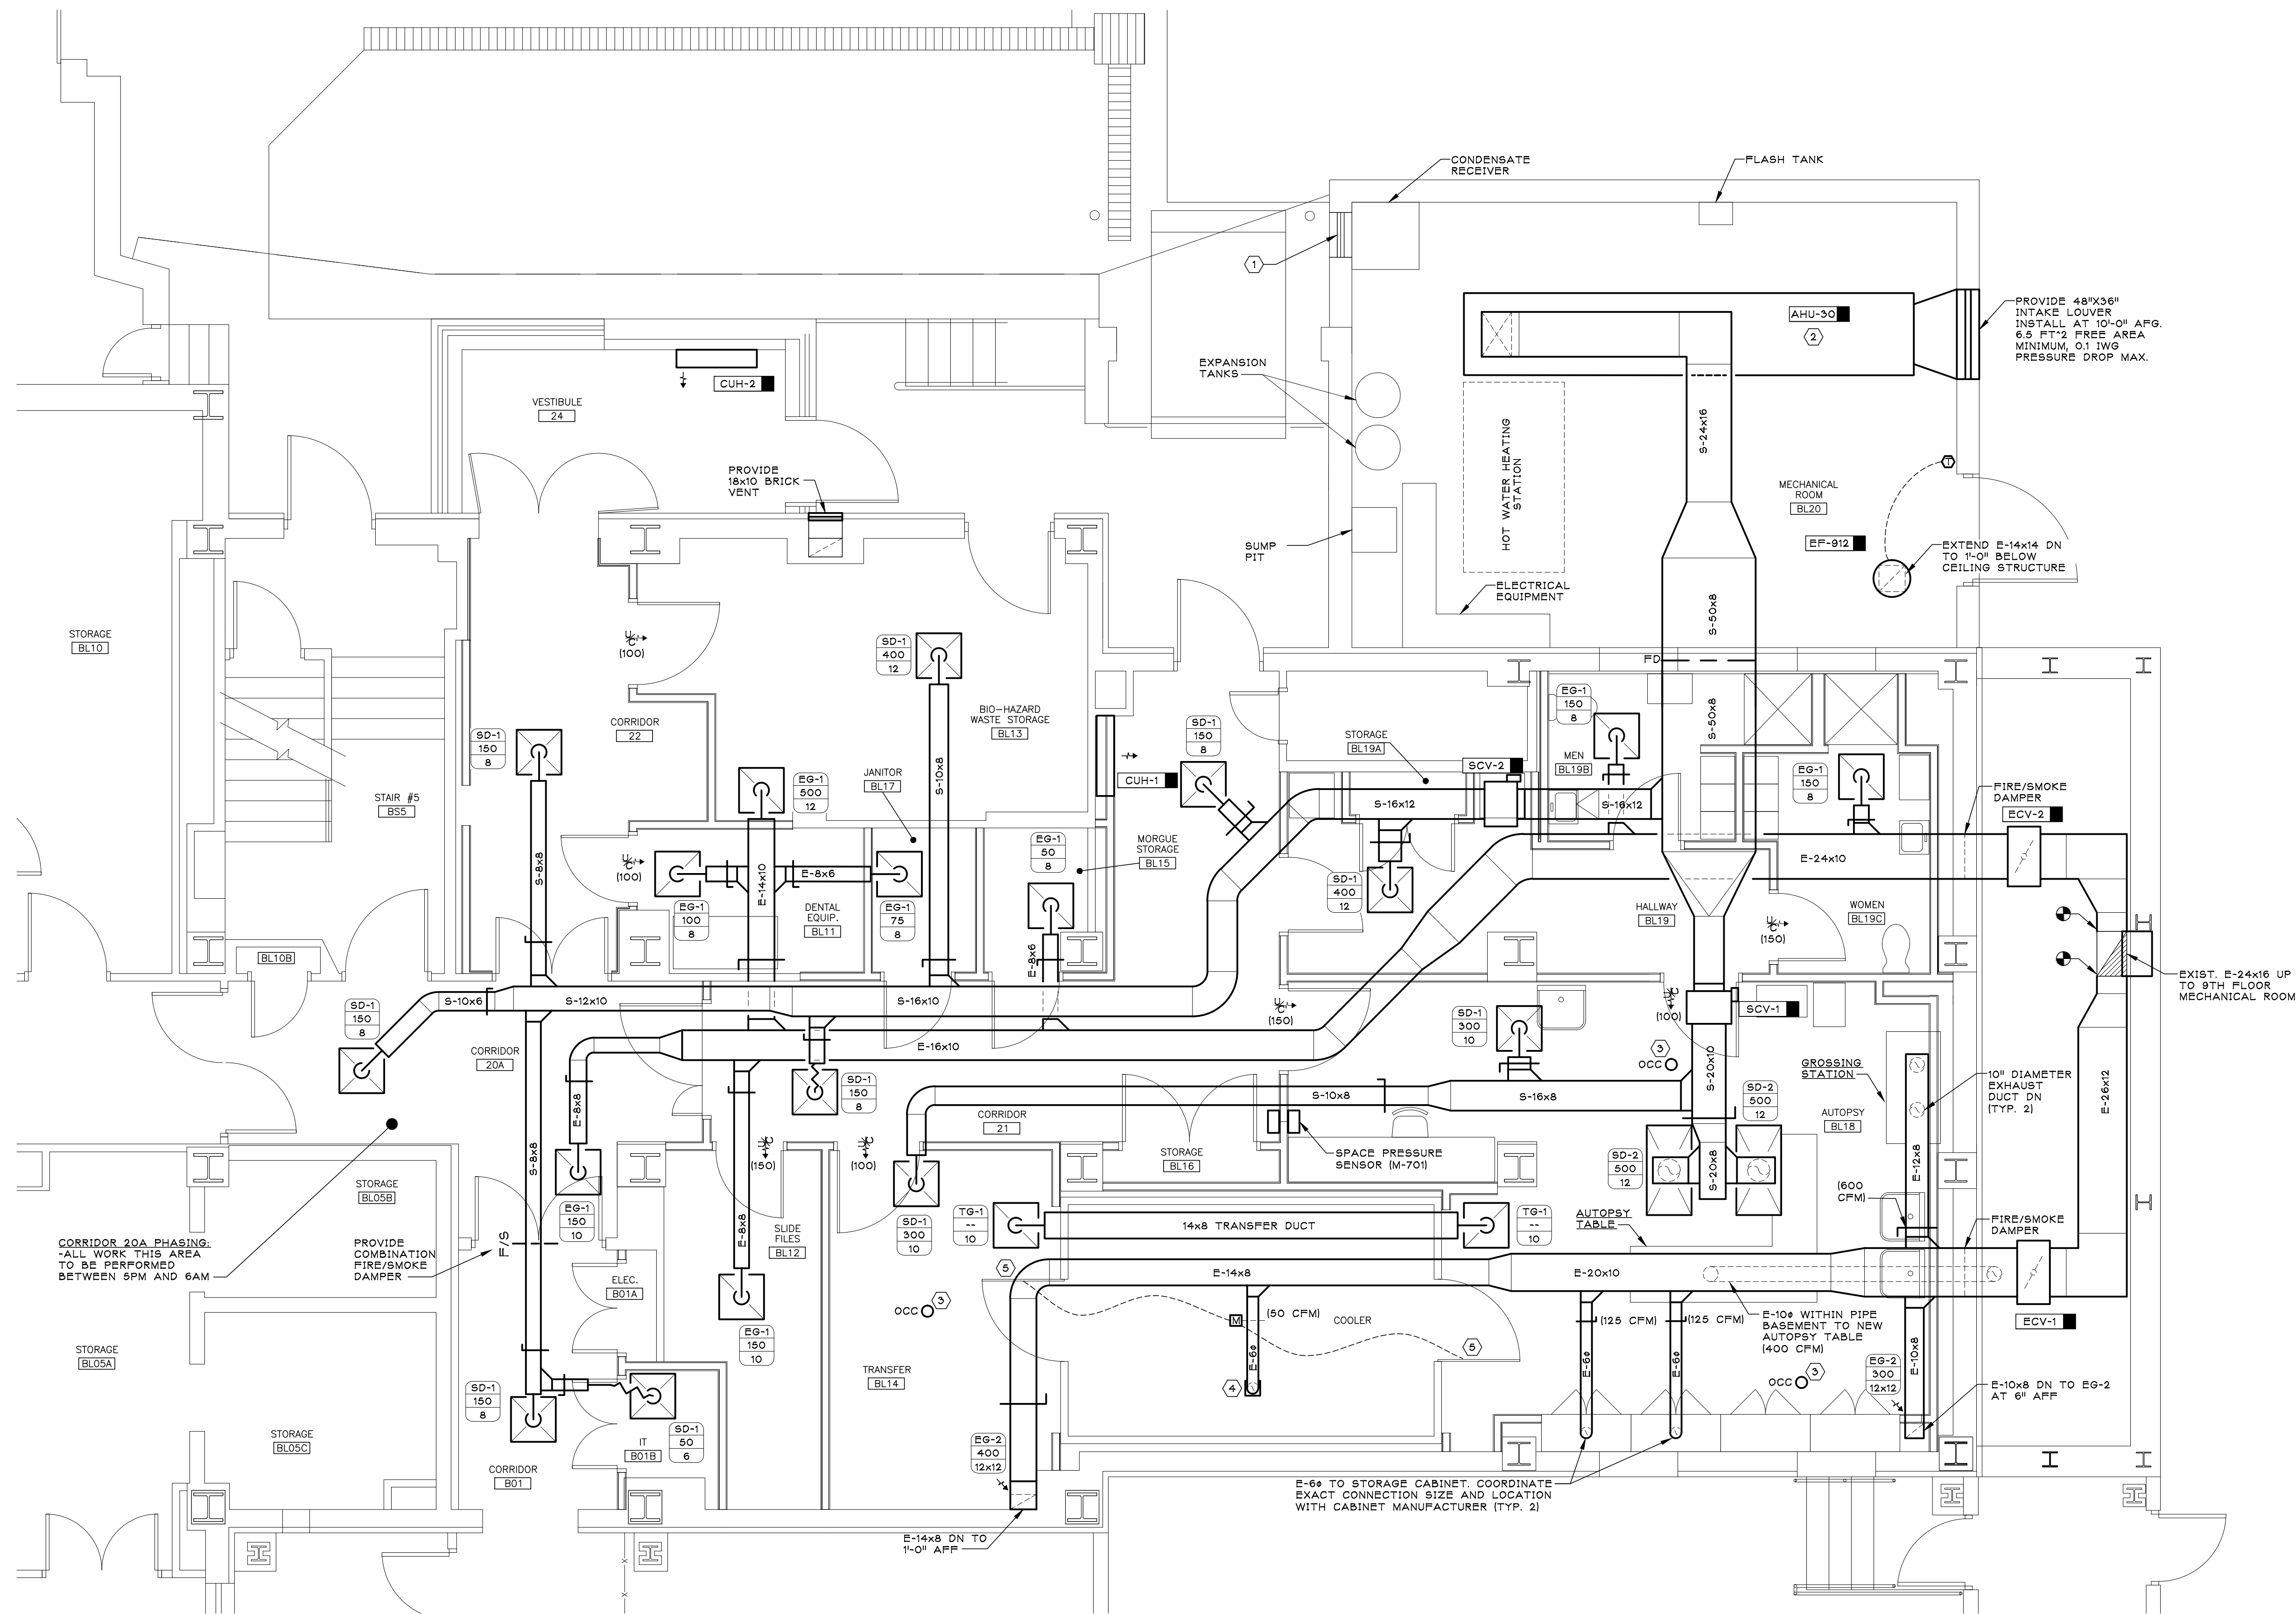 CONDENSATE
RECEIVER
FLASH TANK
1
AHU-30
2
PROVIDE 48"X36"
INTAKE LOUVER
INSTALL AT 10'-0" AFG.
6.5 FT^2 FREE AREA
MINIMUM, 0.1 IWG
PRESSURE DROP MAX.
EXPANSION
TANKS
CUH-2
VESTIBULE
24
S-24x16
HOT WATER HEATING
STATION
PROVIDE
18x10 BRICK
VENT
T
MECHANICAL
ROOM
BL20
SUMP
PIT
EF-912
EXTEND E-14x14 DN
TO 1'-0" BELOW
CEILING STRUCTURE
ELECTRICAL
EQUIPMENT
S-50x8
STORAGE
BL10
U/C
(100)
SD-1
400
12
FD
S-50x8
EG-1
150
8
CORRIDOR
22
BIO-HAZARD
WASTE STORAGE
BL13
SD-1
150
8
SD-1
150
8
STORAGE
BL19A
MEN
BL19B
SCV-2
JANITOR
BL17
EG-1
500
12
S-10x8
CUH-1
EG-1
150
8
STAIR #5
BS5
S-16x12
S-16x12
FIRE/SMOKE
DAMPER
ECV-2
EG-1
50
8
MORGUE
STORAGE
BL15
S-8x8
U/C
(100)
E-14x10
E-8x6
E-24x10
SD-1
400
12
EG-1
100
8
DENTAL
EQUIP.
BL11
EG-1
75
8
HALLWAY
BL19
WOMEN
BL19C
U/C
(150)
BL10B
E-8x6
EXIST. E-24x16 UP
TO 9TH FLOOR
MECHANICAL ROOM
S-10x6
S-12x10
S-16x10
SD-1
150
8
U/C
(150)
U/C
(100)
SCV-1
SD-1
300
10
E-16x10
CORRIDOR
20A
3
OCC
S-20x10
GROSSING
STATION
10" DIAMETER
EXHAUST
DUCT DN
(TYP. 2)
SD-1
150
8
SD-2
500
12
E-8x8
S-10x8
S-16x8
CORRIDOR
21
AUTOPSY
BL18
E-26x12
U/C
(150)
U/C
(100)
STORAGE
BL16
SPACE PRESSURE
SENSOR (M-701)
SD-2
500
12
S-20x8
E-12x8
S-8x8
STORAGE
BL05B
EG-1
150
10
E-8x8
SD-1
300
10
TG-1
--
10
14x8 TRANSFER DUCT
TG-1
--
10
AUTOPSY
TABLE
(600
CFM)
FIRE/SMOKE
DAMPER
SLIDE
FILES
BL12
CORRIDOR 20A PHASING:
-ALL WORK THIS AREA
TO BE PERFORMED
BETWEEN 5PM AND 6AM
PROVIDE
COMBINATION
FIRE/SMOKE
DAMPER
F/S
5
E-14x8
E-20x10
ELEC.
B01A
OCC
3
M
(50 CFM)
COOLER
(125 CFM)
(125 CFM)
E-10ø WITHIN PIPE
BASEMENT TO NEW
AUTOPSY TABLE
(400 CFM)
ECV-1
EG-1
150
10
5
E-6ø
E-6ø
E-6ø
E-10x8
STORAGE
BL05A
TRANSFER
BL14
4
OCC
3
EG-2
300
12x12
E-10x8 DN TO EG-2
AT 6" AFF
SD-1
150
8
SD-1
50
6
IT
B01B
STORAGE
BL05C
EG-2
400
12x12
CORRIDOR
B01
E-6ø TO STORAGE CABINET. COORDINATE
EXACT CONNECTION SIZE AND LOCATION
WITH CABINET MANUFACTURER (TYP. 2)
E-14x8 DN TO
1'-0" AFF